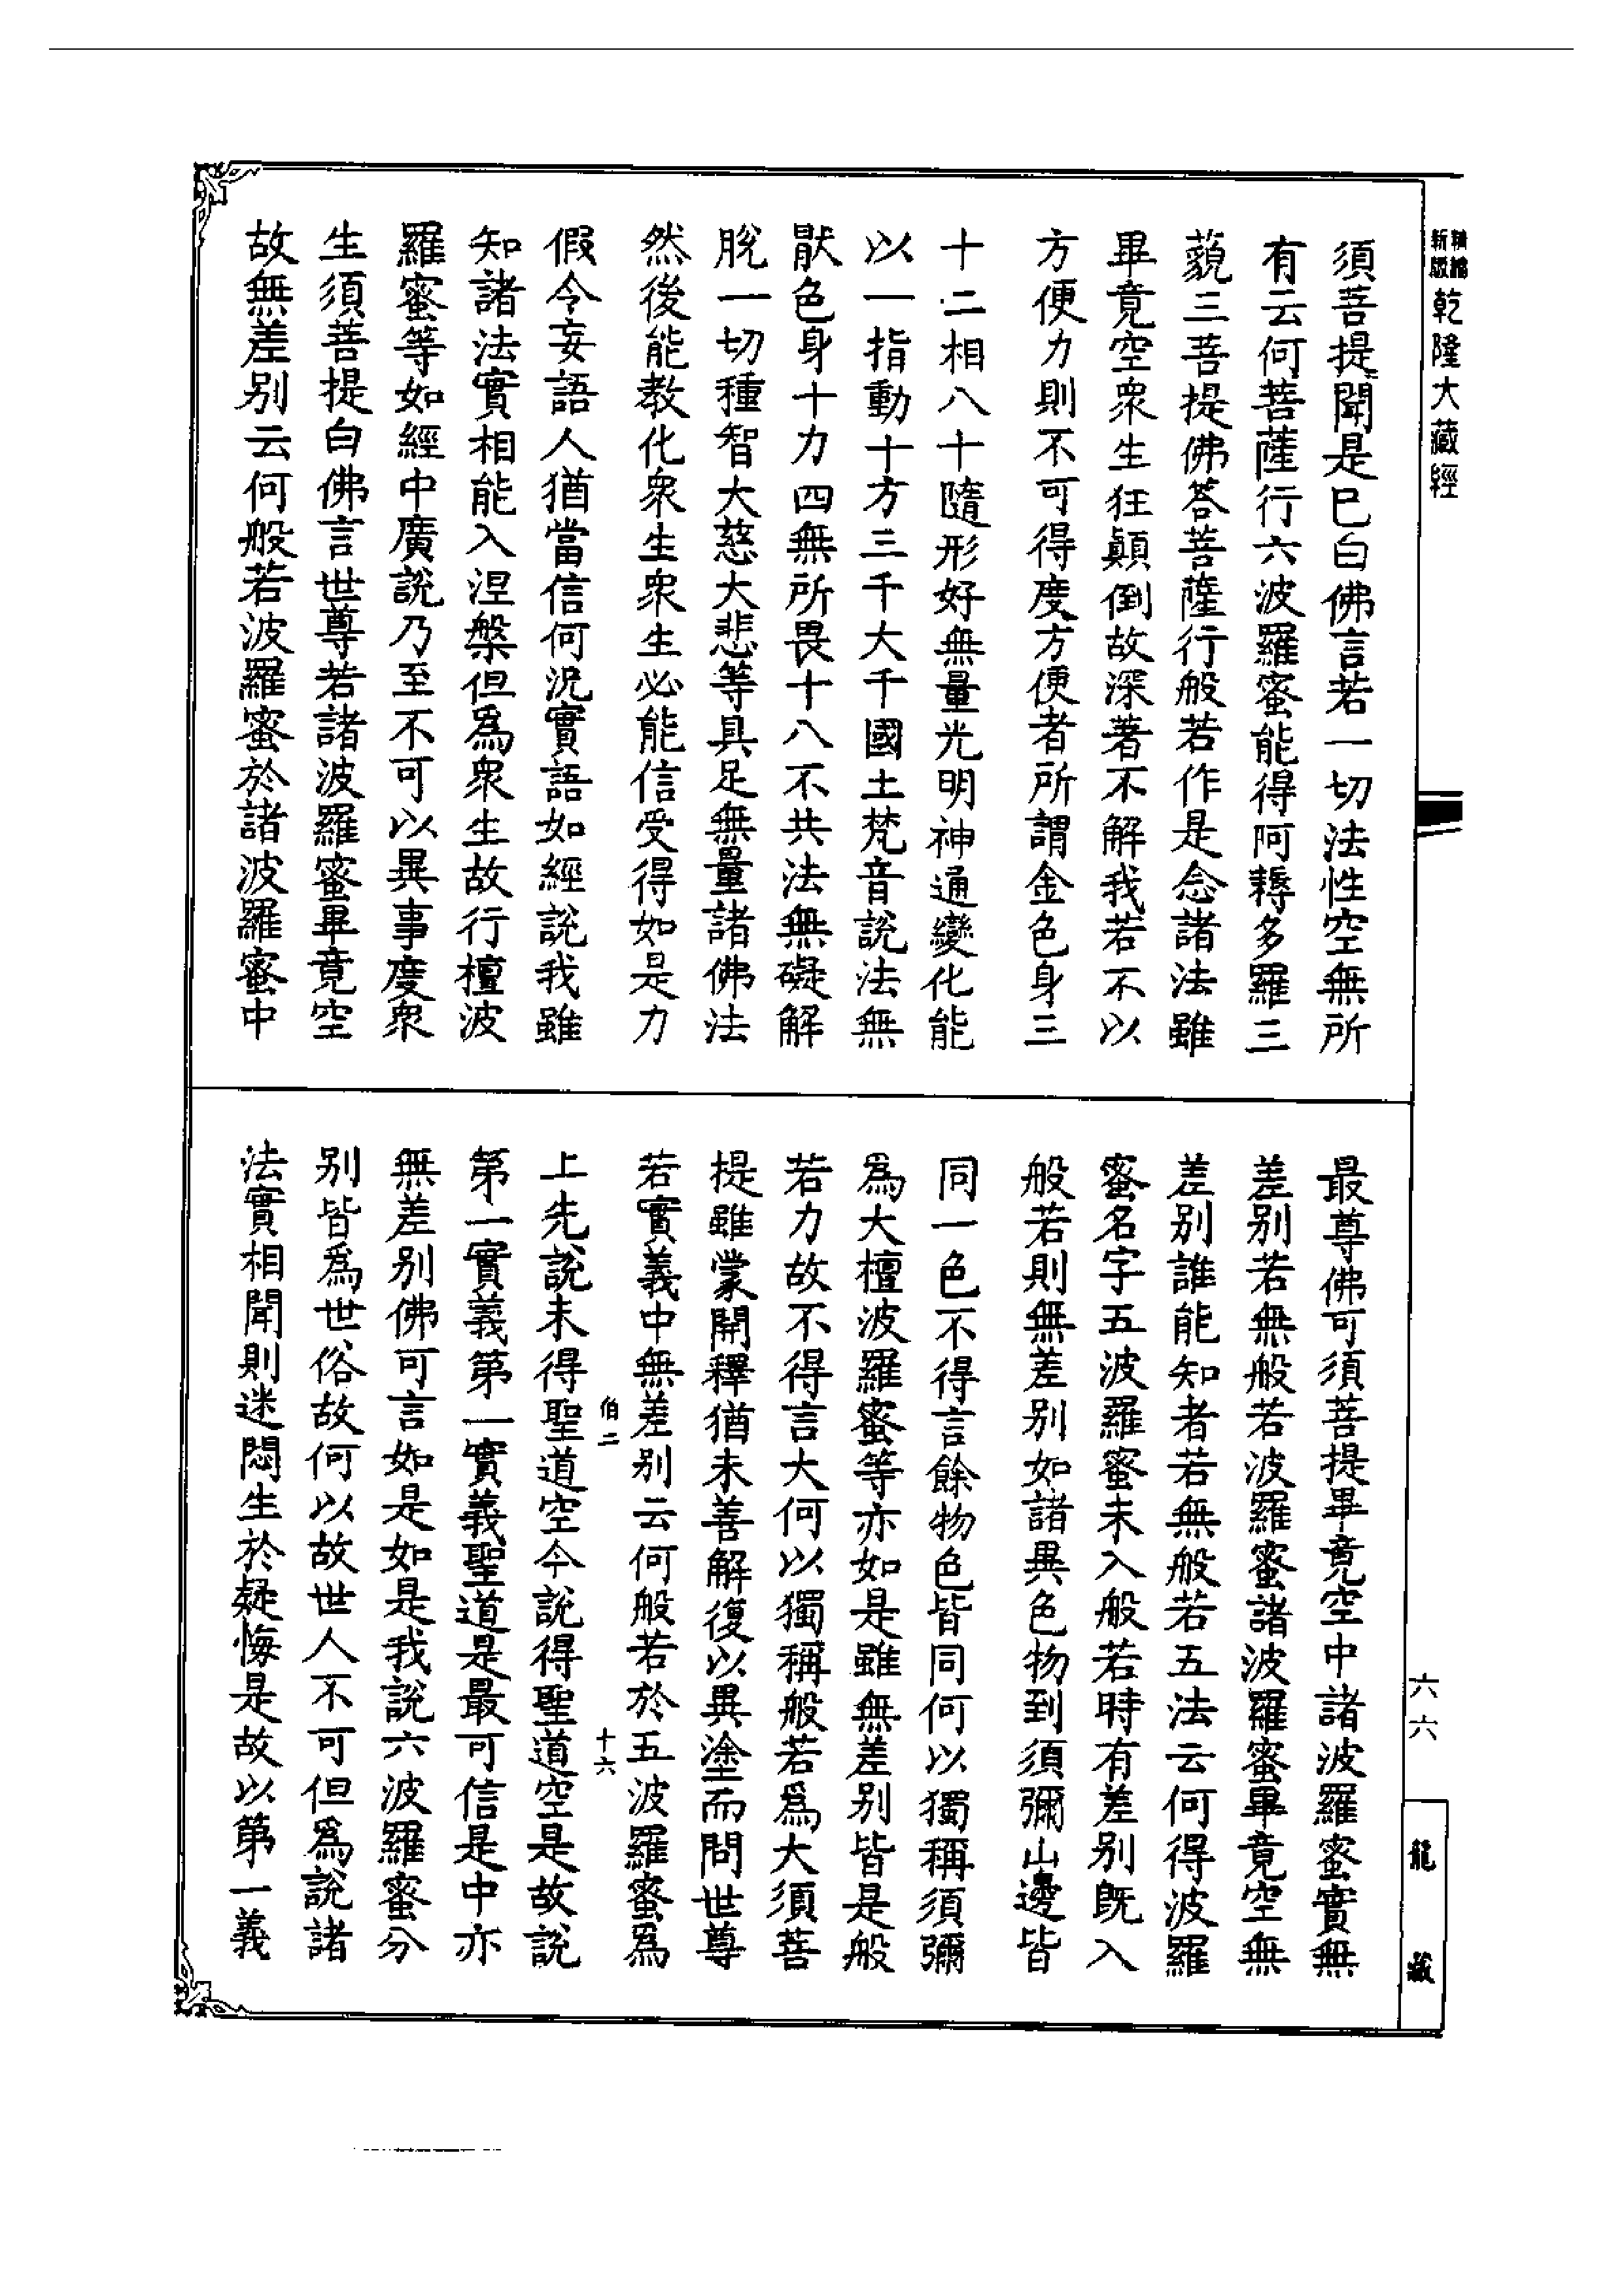 新編
新版
乾隆大藏經
須菩提聞是巳白佛言若一切法性空無所
有云何菩薩行六波羅蜜能得阿耨多羅三
藐三菩提佛答菩薩行般若作是念諸法雖
畢竟空衆生狂顛倒故深著不解我若不以
方便力則不可得度方便者所謂金色身三
十二相八十隨形好無量光明神通變化能
以一指動十方三千大千國土梵音說法無
猒色身十力四無所畏十八不共法無礙解
脫一切種智大慈大悲等具足無量諸佛法
然後能教化衆生衆生必能信受得如是力
假令妄語人猶當信何況實語如經說我雖
知諸法實相能入涅槃但爲衆生故行檀波
羅蜜等如經中廣說乃至不可以異事度衆
生須菩提白佛言世尊若諸波羅蜜畢竟空
故無差別云何般若波羅蜜於諸波羅蜜中
最尊佛可須菩提畢竟空中諸波羅蜜實無
差別若無般若波羅蜜諸波羅蜜畢竟空無
差別誰能知者若無般若五法云何得波羅
蜜名字五波羅蜜未入般若時有差別既入
般若則無差別如諸異色物到須彌山邊皆
同一色不得言餘物色皆同何以獨稱須彌
爲大檀波羅蜜等亦如是雖無差別皆是般
若力故不得言大何以獨稱般若爲大須菩
提雖蒙開釋猶未善解復以異塗而問世尊
若實義中無差別云何般若於五波羅蜜爲
伯二
十六
上先說未得聖道空今說得聖道空是故說
第一實義第一實義聖道是最可信是中亦
無差別佛可言如是如是我說六波羅蜜分
別皆爲世俗故何以故世人不可但爲說諸
法實相聞則迷悶生於疑悔是故以第一義
六六
龍藏